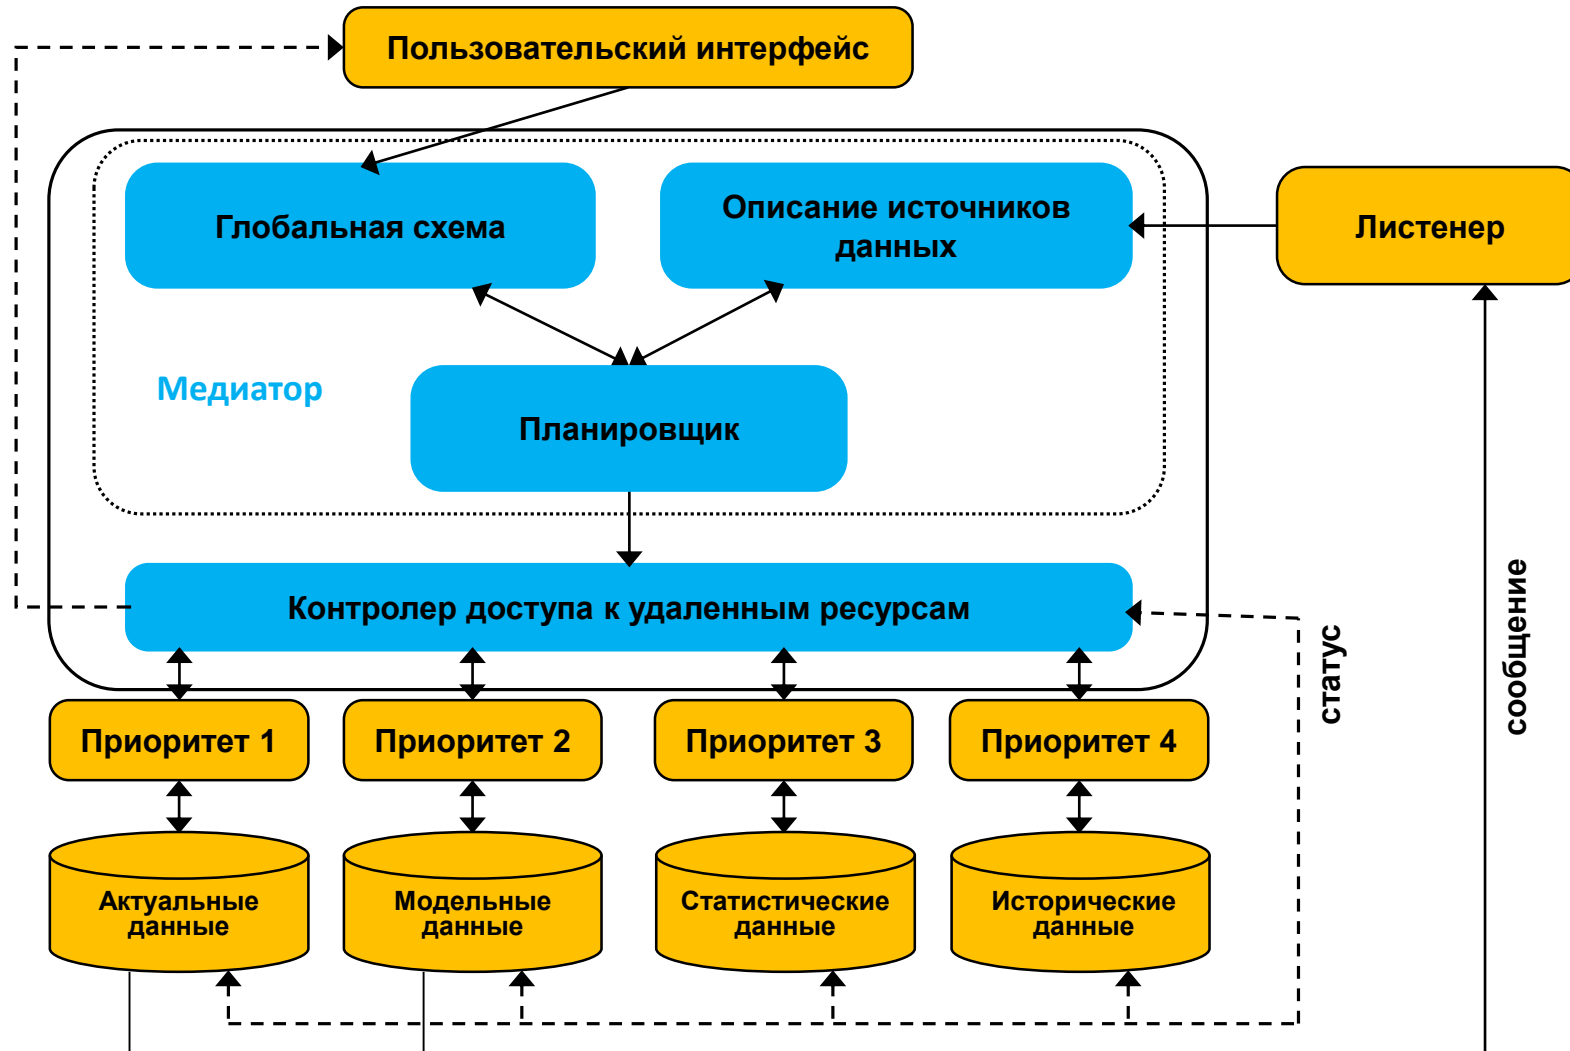 Пользовательский интерфейс
Глобальная схема
Описание источников
данных
Листенер
Медиатор
Планировщик
Контролер доступа к удаленным ресурсам
статус
сообщение
Приоритет 1
Приоритет 2
Приоритет 3
Приоритет 4
Актуальные
данные
Модельные
данные
Статистические
данные
Исторические
данные